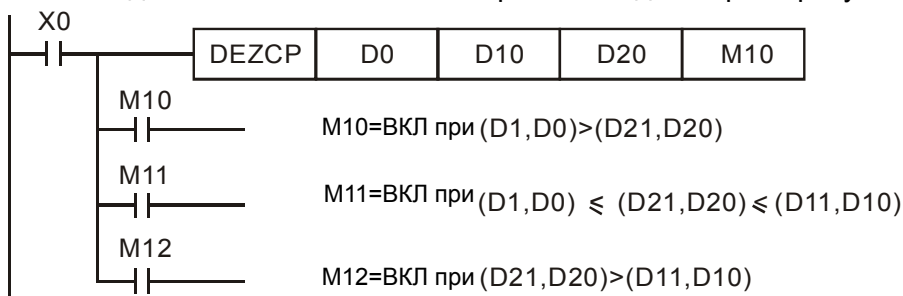 X0
DEZCP D0 D10 D20 M10
M10
M10=ВКЛ при (D1,D0)>(D21,D20)
M11
M11=ВКЛ при (D1,D0) ⩽ (D21,D20) ⩽ (D11,D10)
M12
M12=ВКЛ при (D21,D20)>(D11,D10)